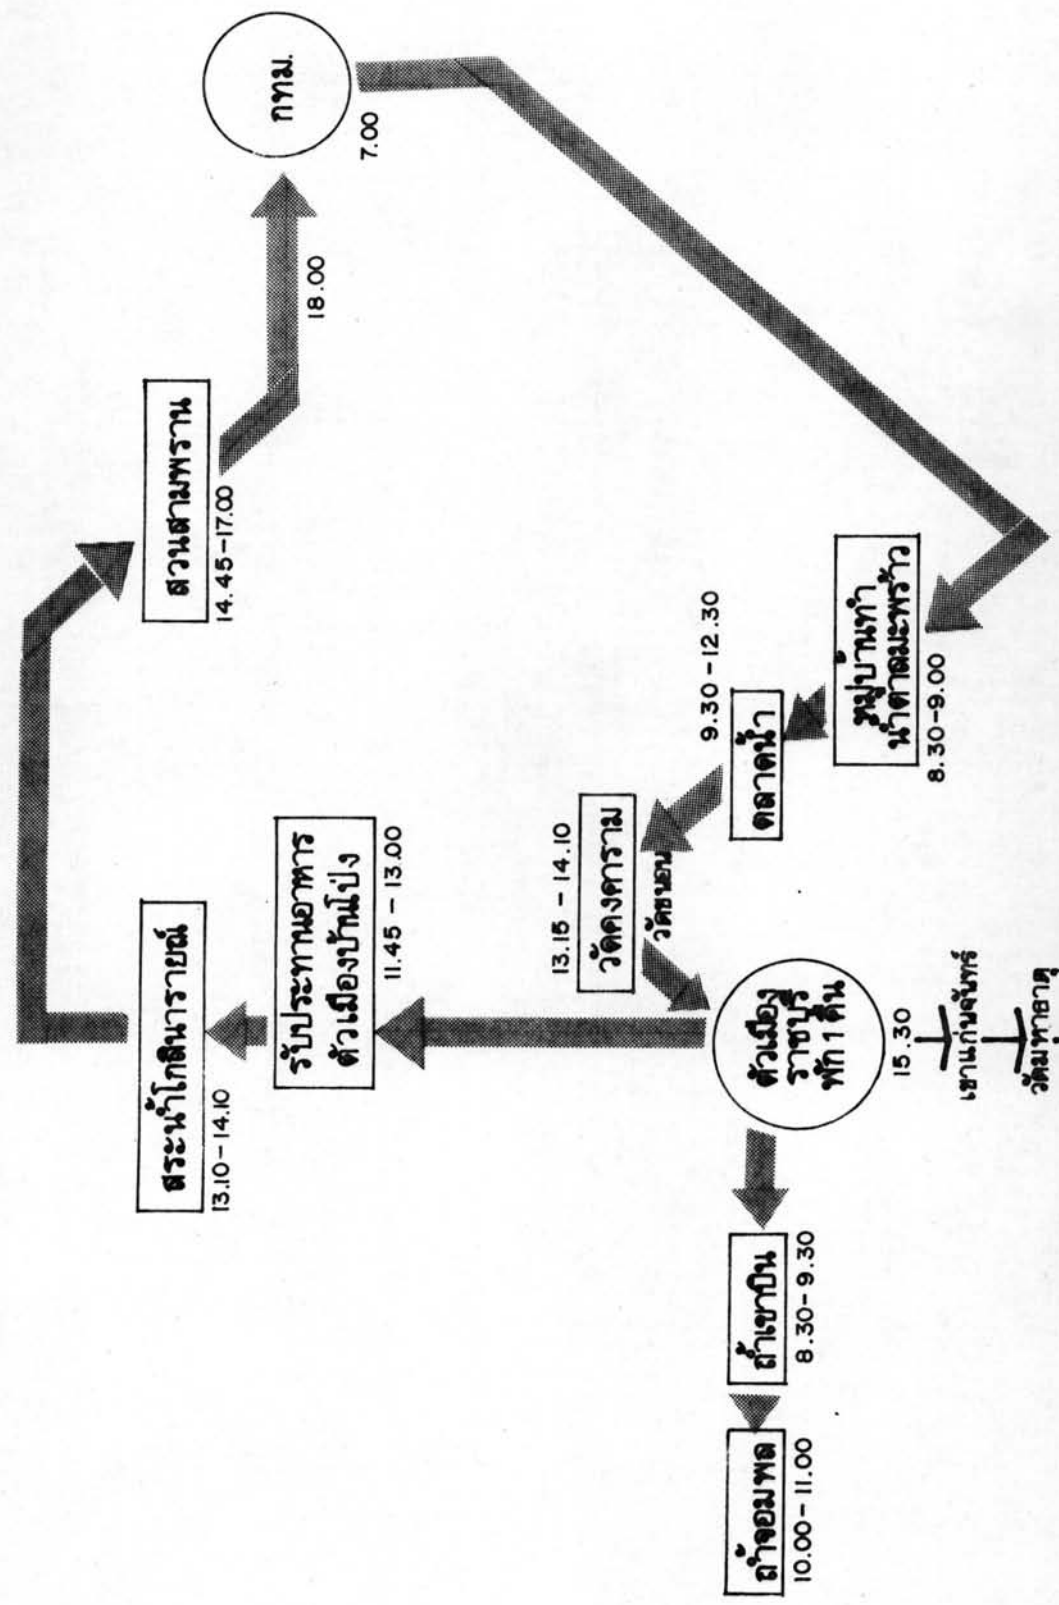 กทม.
7.00
18.00
สวนสามพราน
14.45-17.00
หมู่บ้านทำ
น้ำตาลมะพร้าว
8.30-9.00
ตลาดน้ำ
9.30-12.30
วัดคงคาราม
13.15 - 14.10
วัดขนอน
ตัวเมือง
ราชบุรี
พัก 1 คืน
15.30
เขาแก่นจันทร์
วัดมหาธาตุ
ถ้ำเขาบิน
8.30-9.30
ถ้ำจอมพล
10.00-11.00
รับประทานอาหาร
ตัวเมืองบ้านโป่ง
11.45 - 13.00
สระน้ำโกสินารายณ์
13.10-14.10